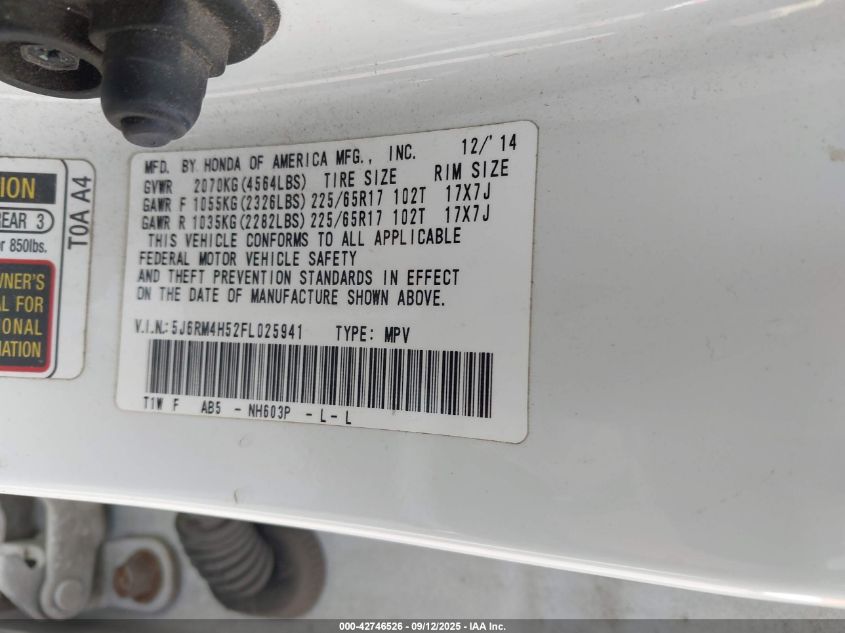 MFD. BY HONDA OF AMERICA MFG., INC. 12/'14
GVWR 2070KG(4564LBS) TIRE SIZE RIM SIZE
GAWR F 1055KG(2326LBS)225/65R17 102T 17X7J
GAWR R 1035KG(2282LBS)225/65R17 102T 17X7J
THIS VEHICLE CONFORMS TO ALL APPLICABLE
FEDERAL MOTOR VEHICLE SAFETY
AND THEFT PREVENTION STANDARDS IN EFFECT
ON THE DATE OF MANUFACTURE SHOWN ABOVE.
V.I.N.:5J6RM4H52FL025941 TYPE: MPV
T1W F AB5 - NH603P - L - L
ION
REAR 3
r 850lbs.
T0A A4
WNER'S
AL FOR
IONAL
MATION
000-42746526 - 09/12/2025 - IAA Inc.